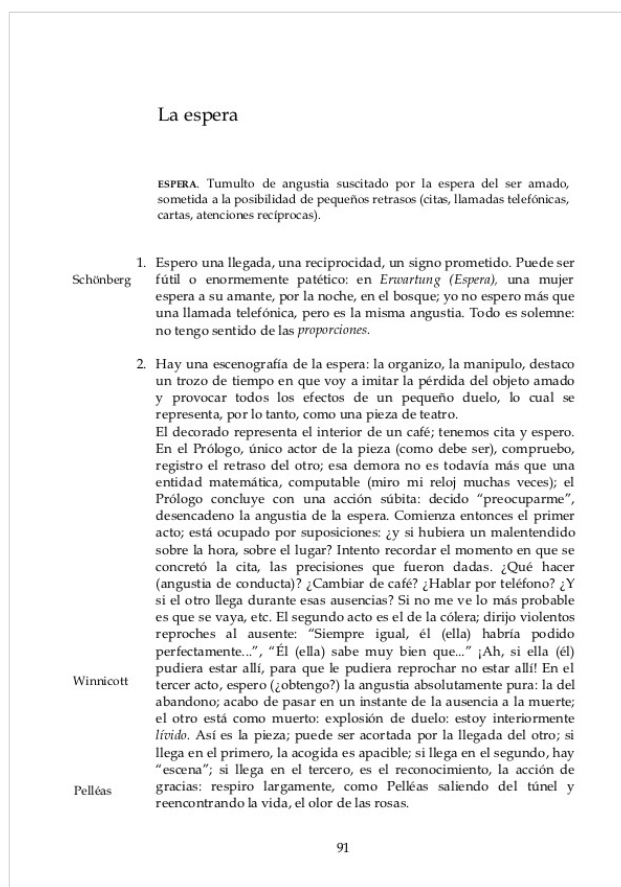 La espera
ESPERA. Tumulto de angustia suscitado por la espera del ser amado,
sometida a la posibilidad de pequeños retrasos (citas, llamadas telefónicas,
cartas, atenciones recíprocas).
1. Espero una llegada, una reciprocidad, un signo prometido. Puede ser
Schönberg fútil o enormemente patético: en Erwartung (Espera), una mujer
espera a su amante, por la noche, en el bosque; yo no espero más que
una llamada telefónica, pero es la misma angustia. Todo es solemne:
no tengo sentido de las proporciones.
2. Hay una escenografía de la espera: la organizo, la manipulo, destaco
un trozo de tiempo en que voy a imitar la pérdida del objeto amado
y provocar todos los efectos de un pequeño duelo, lo cual se
representa, por lo tanto, como una pieza de teatro.
El decorado representa el interior de un café; tenemos cita y espero.
En el Prólogo, único actor de la pieza (como debe ser), compruebo,
registro el retraso del otro; esa demora no es todavía más que una
entidad matemática, computable (miro mi reloj muchas veces); el
Prólogo concluye con una acción súbita: decido “preocuparme”,
desencadeno la angustia de la espera. Comienza entonces el primer
acto; está ocupado por suposiciones: ¿y si hubiera un malentendido
sobre la hora, sobre el lugar? Intento recordar el momento en que se
concretó la cita, las precisiones que fueron dadas. ¿Qué hacer
(angustia de conducta)? ¿Cambiar de café? ¿Hablar por teléfono? ¿Y
si el otro llega durante esas ausencias? Si no me ve lo más probable
es que se vaya, etc. El segundo acto es el de la cólera; dirijo violentos
reproches al ausente: “Siempre igual, él (ella) habría podido
perfectamente...”, “Él (ella) sabe muy bien que...” ¡Ah, si ella (él)
pudiera estar allí, para que le pudiera reprochar no estar allí! En el
Winnicott tercer acto, espero (¿obtengo?) la angustia absolutamente pura: la del
abandono; acabo de pasar en un instante de la ausencia a la muerte;
el otro está como muerto: explosión de duelo: estoy interiormente
lívido. Así es la pieza; puede ser acortada por la llegada del otro; si
llega en el primero, la acogida es apacible; si llega en el segundo, hay
“escena”; si llega en el tercero, es el reconocimiento, la acción de
Pelléas gracias: respiro largamente, como Pelléas saliendo del túnel y
reencontrando la vida, el olor de las rosas.
91